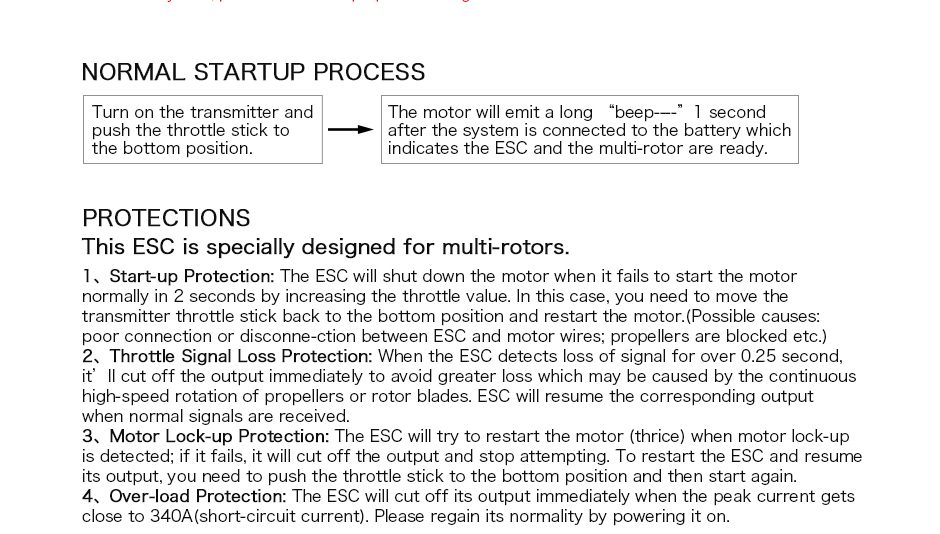 NORMAL STARTUP PROCESS
Turn on the transmitter and
push the throttle stick to
the bottom position.
The motor will emit a long “beep----” 1 second
after the system is connected to the battery which
indicates the ESC and the multi-rotor are ready.
PROTECTIONS
This ESC is specially designed for multi-rotors.
1、Start-up Protection: The ESC will shut down the motor when it fails to start the motor
normally in 2 seconds by increasing the throttle value. In this case, you need to move the
transmitter throttle stick back to the bottom position and restart the motor.(Possible causes:
poor connection or disconne-ction between ESC and motor wires; propellers are blocked etc.)
2、Throttle Signal Loss Protection: When the ESC detects loss of signal for over 0.25 second,
it’ ll cut off the output immediately to avoid greater loss which may be caused by the continuous
high-speed rotation of propellers or rotor blades. ESC will resume the corresponding output
when normal signals are received.
3、Motor Lock-up Protection: The ESC will try to restart the motor (thrice) when motor lock-up
is detected; if it fails, it will cut off the output and stop attempting. To restart the ESC and resume
its output, you need to push the throttle stick to the bottom position and then start again.
4、Over-load Protection: The ESC will cut off its output immediately when the peak current gets
close to 340A(short-circuit current). Please regain its normality by powering it on.